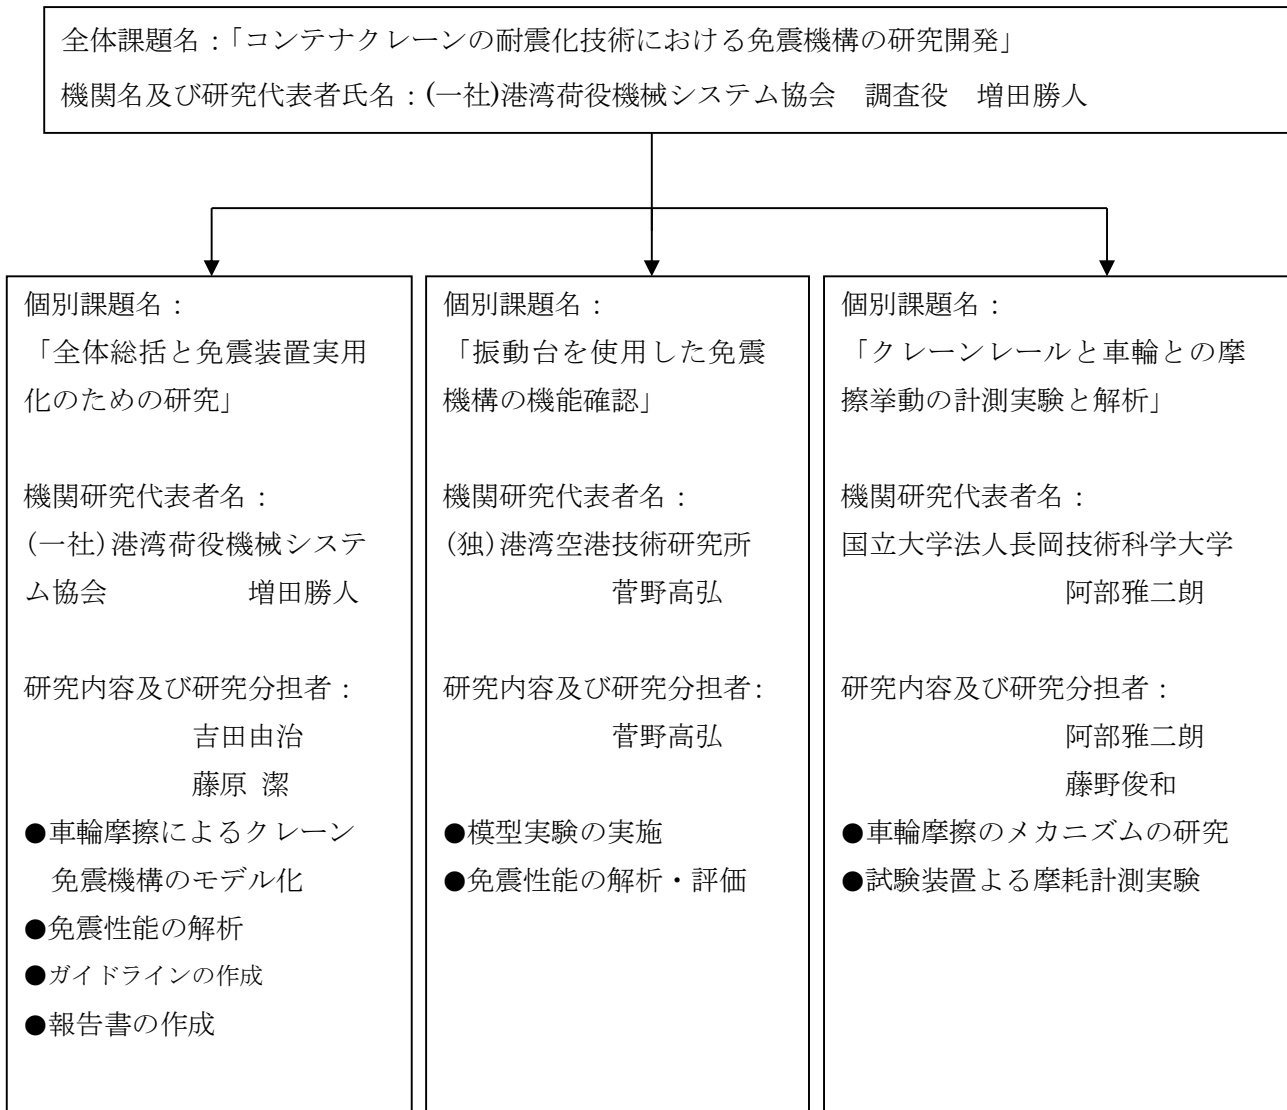 全体課題名：「コンテナクレーンの耐震化技術における免震機構の研究開発」
機関名及び研究代表者氏名：(一社)港湾荷役機械システム協会　調査役　増田勝人
個別課題名：
「全体総括と免震装置実用
化のための研究」
機関研究代表者名：
(一社)港湾荷役機械システ
ム協会　　　　　増田勝人
研究内容及び研究分担者：
吉田由治
藤原 潔
●車輪摩擦によるクレーン
免震機構のモデル化
●免震性能の解析
●ガイドラインの作成
●報告書の作成
個別課題名：
「振動台を使用した免震
機構の機能確認」
機関研究代表者名：
(独)港湾空港技術研究所
菅野高弘
研究内容及び研究分担者：
菅野高弘
●模型実験の実施
●免震性能の解析・評価
個別課題名：
「クレーンレールと車輪との摩
擦挙動の計測実験と解析」
機関研究代表者名：
国立大学法人長岡技術科学大学
阿部雅二朗
研究内容及び研究分担者：
阿部雅二朗
藤野俊和
●車輪摩擦のメカニズムの研究
●試験装置よる摩耗計測実験